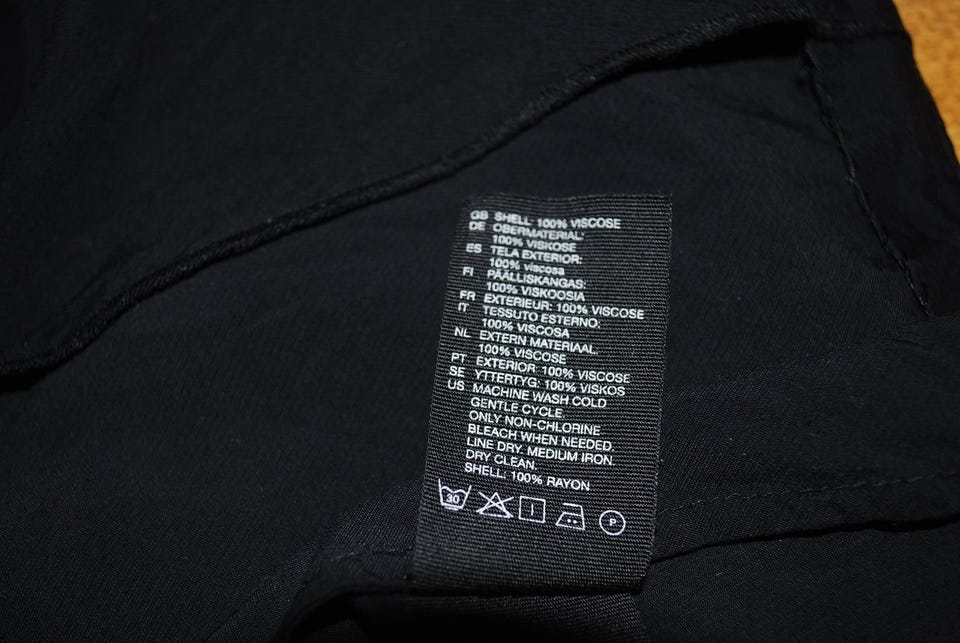 GB SHELL: 100% VISCOSE
DE OBERMATERIAL:
100% VISKOSE
ES TELA EXTERIOR:
100% viscosa
FI PÄÄLLISKANGAS:
100% VISKOOSIA
FR EXTERIEUR: 100% VISCOSE
IT TESSUTO ESTERNO:
100% VISCOSA
NL EXTERN MATERIAAL:
100% VISCOSE
PT EXTERIOR: 100% VISCOSE
SE YTTERTYG: 100% VISKOS
US MACHINE WASH COLD
GENTLE CYCLE.
ONLY NON-CHLORINE
BLEACH WHEN NEEDED.
LINE DRY. MEDIUM IRON.
DRY CLEAN.
SHELL: 100% RAYON
30 P